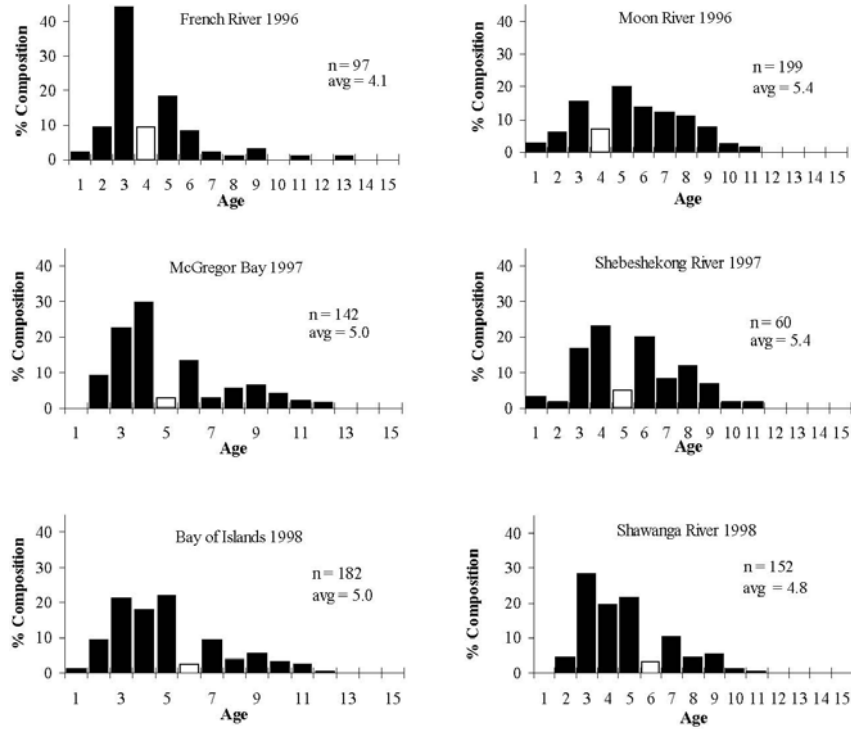 French River 1996
n = 97
avg = 4.1
% Composition
40
30
20
10
0
1 2 3 4 5 6 7 8 9 10 11 12 13 14 15
Age
Moon River 1996
n = 199
avg = 5.4
% Composition
40
30
20
10
0
1 2 3 4 5 6 7 8 9 10 11 12 13 14 15
Age
McGregor Bay 1997
n = 142
avg = 5.0
% Composition
40
30
20
10
0
1 3 5 7 9 11 13 15
Age
Shebeshekong River 1997
n = 60
avg = 5.4
% Composition
40
30
20
10
0
1 2 3 4 5 6 7 8 9 10 11 12 13 14 15
Age
Bay of Islands 1998
n = 182
avg = 5.0
% Composition
40
30
20
10
0
1 3 5 7 9 11 13 15
Age
Shawanga River 1998
n = 152
avg = 4.8
% Composition
40
30
20
10
0
1 2 3 4 5 6 7 8 9 10 11 12 13 14 15
Age